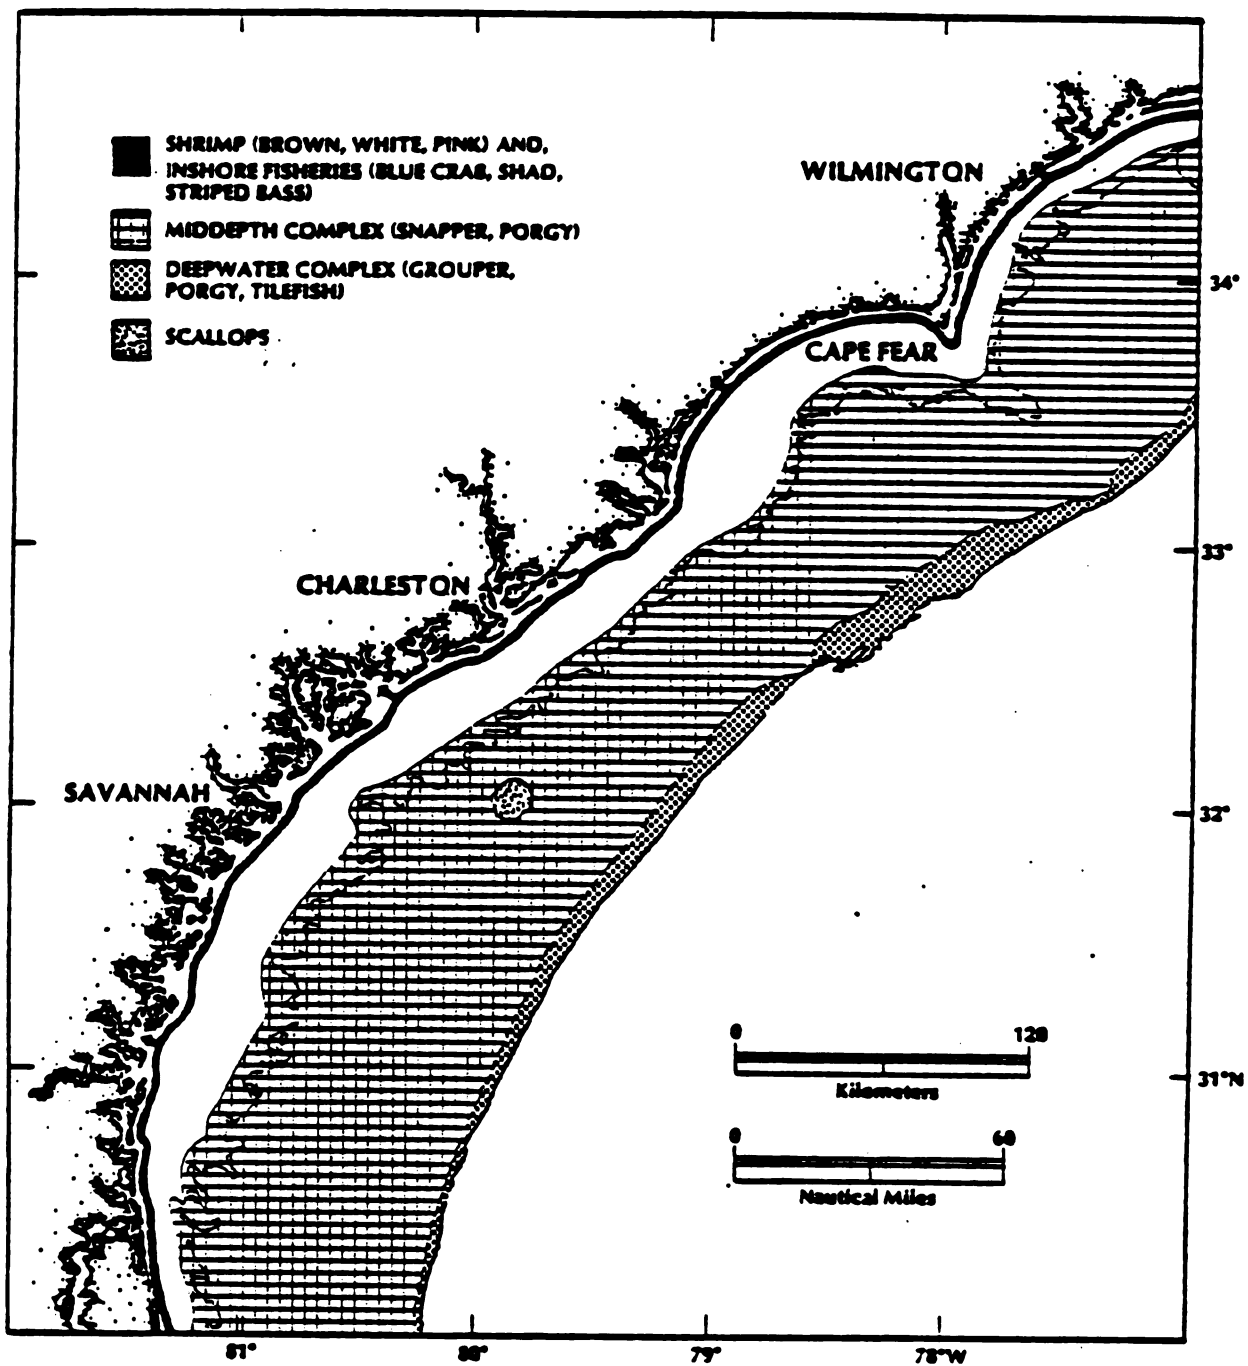 SHRIMP (BROWN, WHITE, PINK) AND,
INSHORE FISHERIES (BLUE CRAB, SHAD,
STRIPED BASS)
MIDDEPTH COMPLEX (SNAPPER, PORGY)
DEEPWATER COMPLEX (GROUPER,
PORGY, TILEFISH)
SCALLOPS
WILMINGTON
34°
CAPE FEAR
33°
CHARLESTON
SAVANNAH
32°
0 120
Kilometers
31°N
0 60
Nautical Miles
81° 80° 79° 78°W